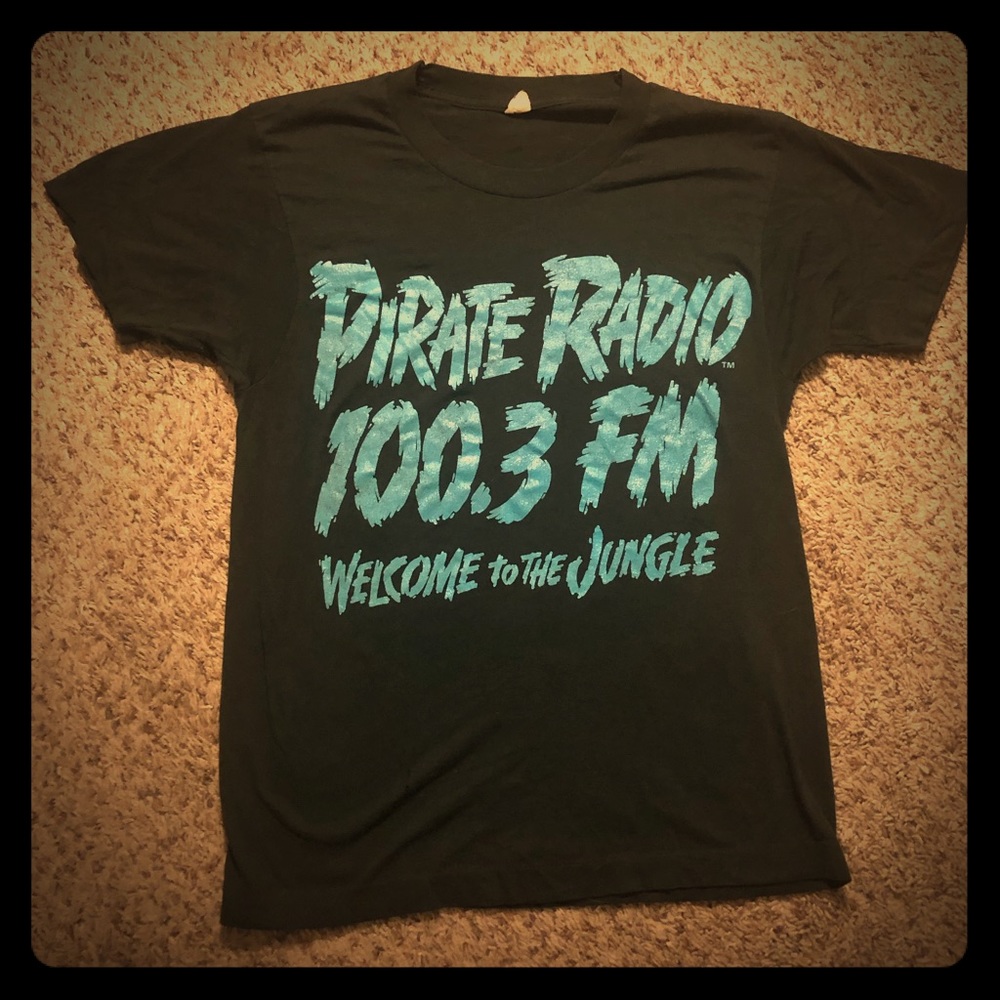 PIRATE RADIO™
100.3 FM
WELCOME TO THE JUNGLE